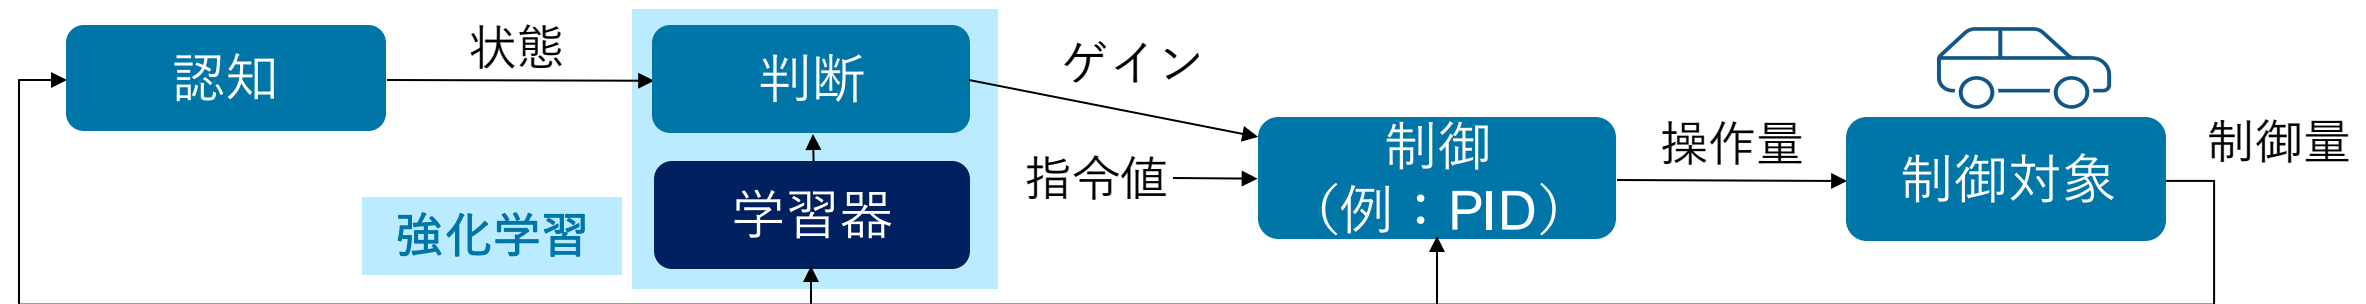 認知
状態
判断
ゲイン
学習器
強化学習
指令値
制御
（例：PID）
操作量
制御対象
制御量